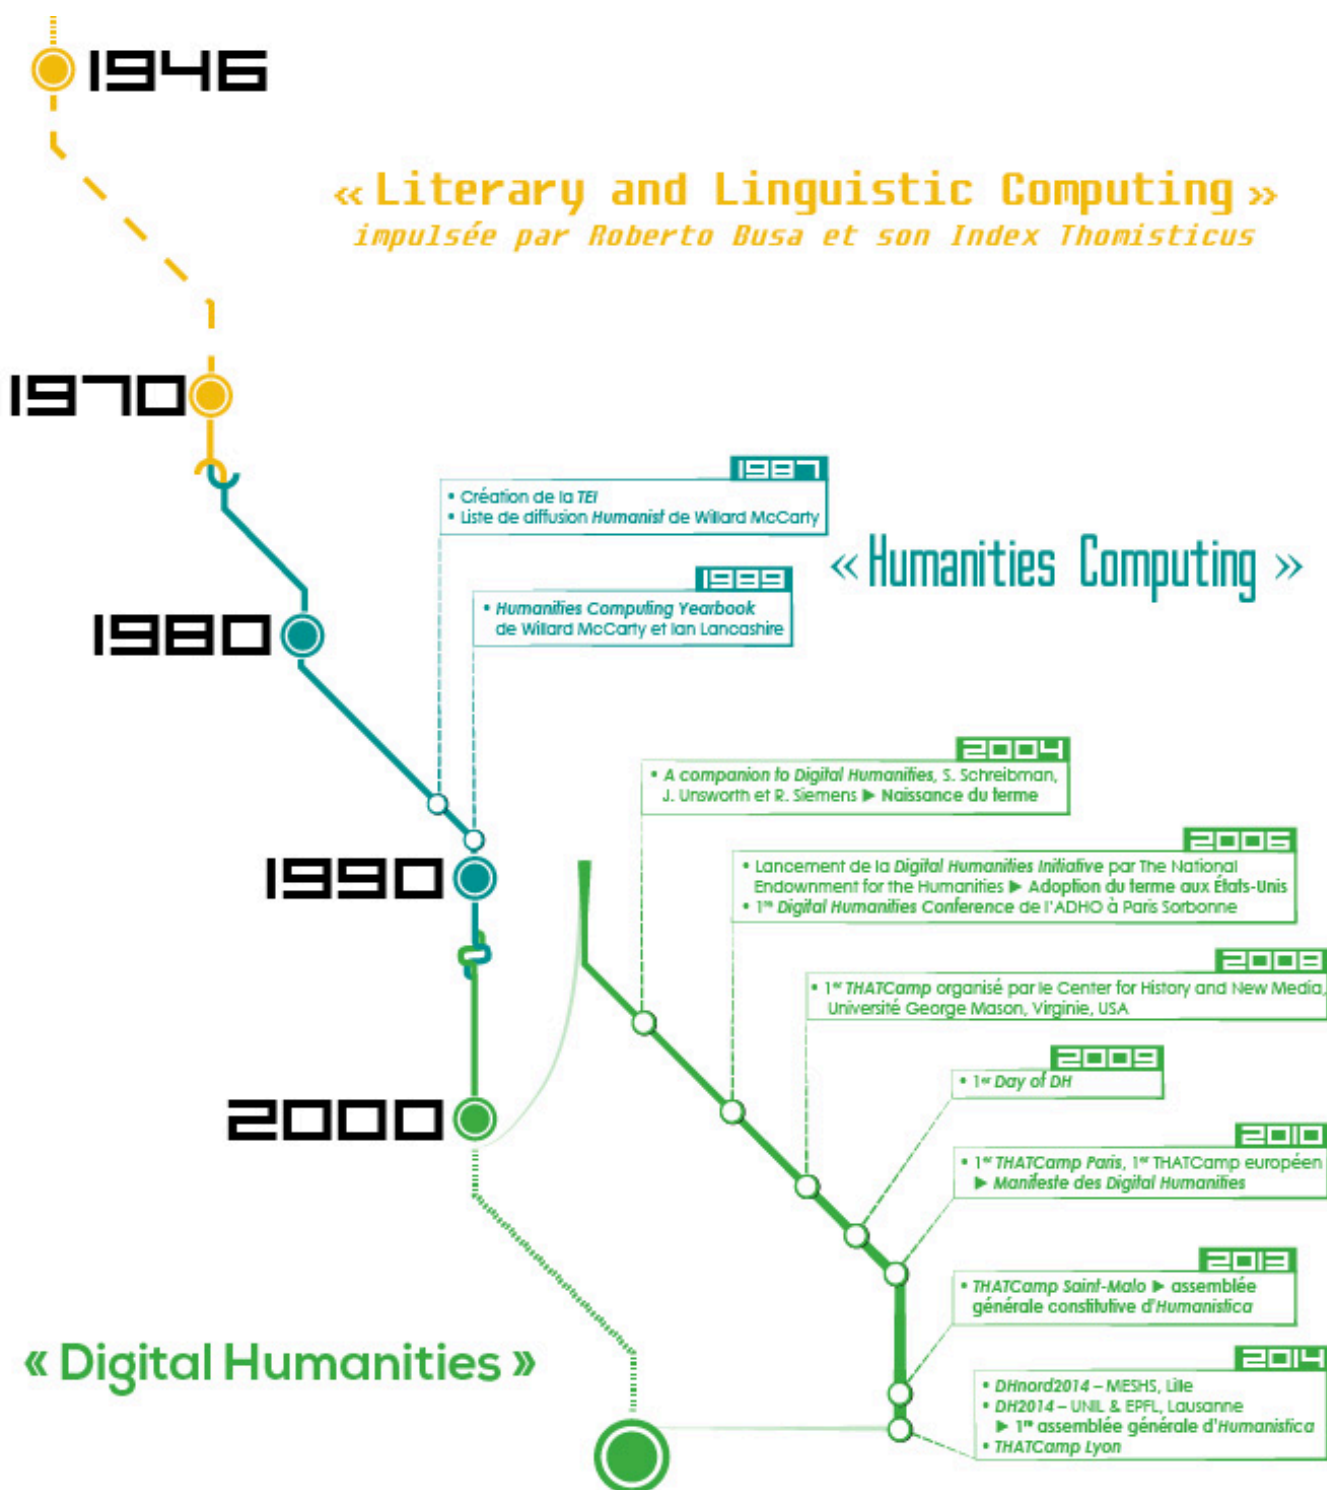 1946
« Literary and Linguistic Computing »
impulsée par Roberto Busa et son Index Thomisticus
1970
1987
• Création de la TEI
• Liste de diffusion Humanist de Willard McCarty
« Humanities Computing »
1989
• Humanities Computing Yearbook
de Willard McCarty et Ian Lancashire
1980
2004
• A companion to Digital Humanities, S. Schreibman,
J. Unsworth et R. Siemens ► Naissance du terme
2006
• Lancement de la Digital Humanities Initiative par The National
Endownment for the Humanities ► Adoption du terme aux États-Unis
• 1re Digital Humanities Conference de l'ADHO à Paris Sorbonne
1990
2008
• 1er THATCamp organisé par le Center for History and New Media,
Université George Mason, Virginie, USA
2009
• 1er Day of DH
2000
2010
• 1er THATCamp Paris, 1er THATCamp européen
► Manifeste des Digital Humanities
2013
• THATCamp Saint-Malo ► assemblée
générale constitutive d'Humanistica
« Digital Humanities »
2014
• DHnord2014 – MESHS, Lille
• DH2014 – UNIL & EPFL, Lausanne
► 1re assemblée générale d'Humanistica
• THATCamp Lyon